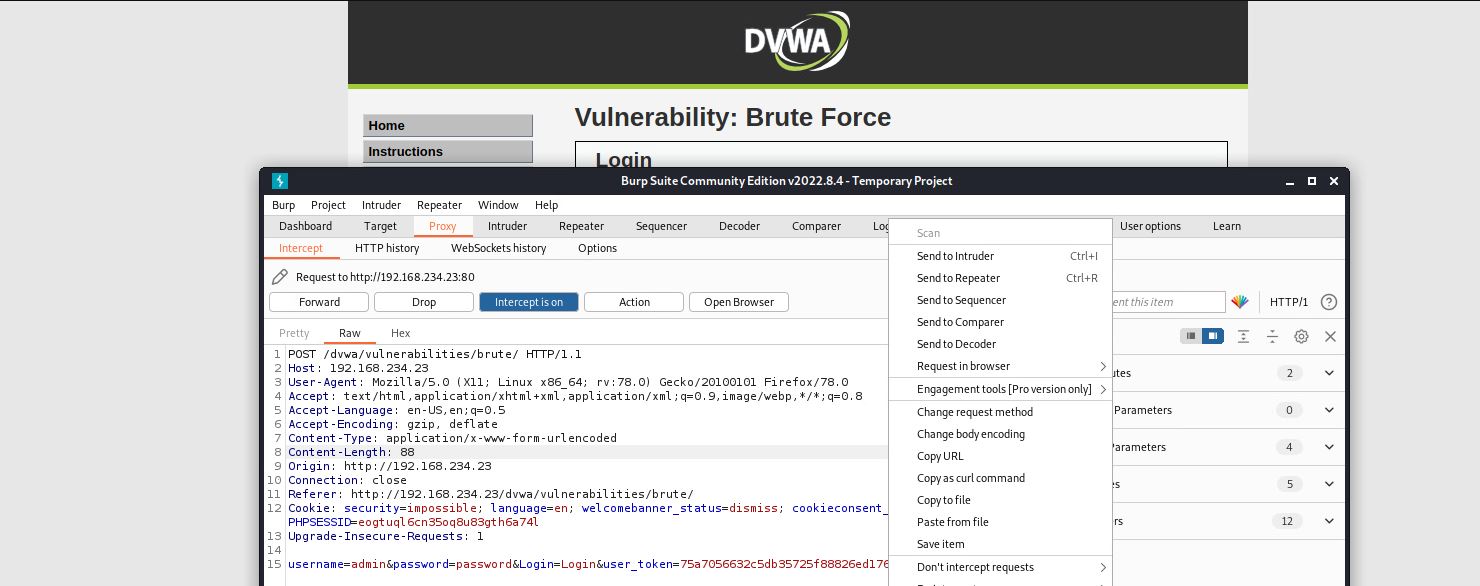 DVWA
Vulnerability: Brute Force
Home
Instructions
Login
Burp Suite Community Edition v2022.8.4 - Temporary Project
Burp Project Intruder Repeater Window Help
Dashboard Target Proxy Intruder Repeater Sequencer Decoder Comparer User options Learn
Intercept HTTP history WebSockets history Options
Request to http://192.168.234.23:80
Forward Drop Intercept is on Action Open Browser
this item HTTP/1 ?
Pretty Raw Hex
1 POST /dvwa/vulnerabilities/brute/ HTTP/1.1
2 Host: 192.168.234.23
3 User-Agent: Mozilla/5.0 (X11; Linux x86_64; rv:78.0) Gecko/20100101 Firefox/78.0
4 Accept: text/html,application/xhtml+xml,application/xml;q=0.9,image/webp,*/*;q=0.8
5 Accept-Language: en-US,en;q=0.5
6 Accept-Encoding: gzip, deflate
7 Content-Type: application/x-www-form-urlencoded
8 Content-Length: 88
9 Origin: http://192.168.234.23
10 Connection: close
11 Referer: http://192.168.234.23/dvwa/vulnerabilities/brute/
12 Cookie: security=impossible; language=en; welcomebanner_status=dismiss; cookieconsent_
PHPSESSID=eogtuql6cn35oq8u83gth6a74l
13 Upgrade-Insecure-Requests: 1
14
15 username=admin&password=password&Login=Login&user_token=75a7056632c5db35725f88826ed176
Scan
Send to Intruder Ctrl+I
Send to Repeater Ctrl+R
Send to Sequencer
Send to Comparer
Send to Decoder
Request in browser
Engagement tools [Pro version only]
Change request method
Change body encoding
Copy URL
Copy as curl command
Copy to file
Paste from file
Save item
Don't intercept requests
2
Parameters 0
arameters 4
5
12